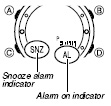 A
B
P
SNZ
AL
C
D
Snooze alarm
indicator
Alarm on indicator